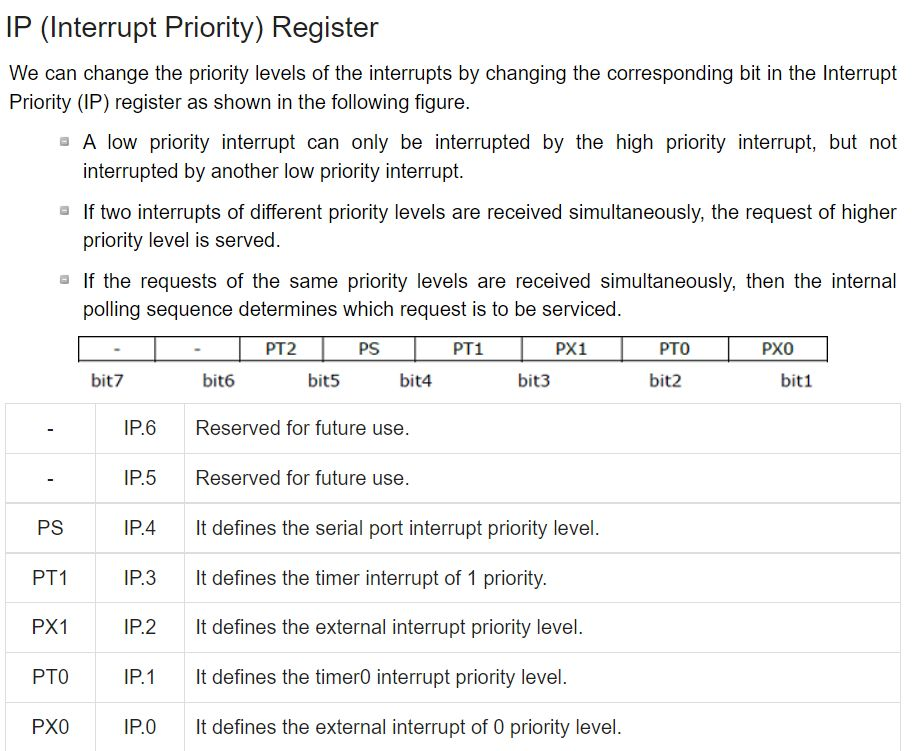 IP (Interrupt Priority) Register
We can change the priority levels of the interrupts by changing the corresponding bit in the Interrupt
Priority (IP) register as shown in the following figure.
A low priority interrupt can only be interrupted by the high priority interrupt, but not
interrupted by another low priority interrupt.
If two interrupts of different priority levels are received simultaneously, the request of higher
priority level is served.
If the requests of the same priority levels are received simultaneously, then the internal
polling sequence determines which request is to be serviced.
- - PT2 PS PT1 PX1 PT0 PX0
bit7 bit6 bit5 bit4 bit3 bit2 bit1
- IP.6 Reserved for future use.
- IP.5 Reserved for future use.
PS IP.4 It defines the serial port interrupt priority level.
PT1 IP.3 It defines the timer interrupt of 1 priority.
PX1 IP.2 It defines the external interrupt priority level.
PT0 IP.1 It defines the timer0 interrupt priority level.
PX0 IP.0 It defines the external interrupt of 0 priority level.